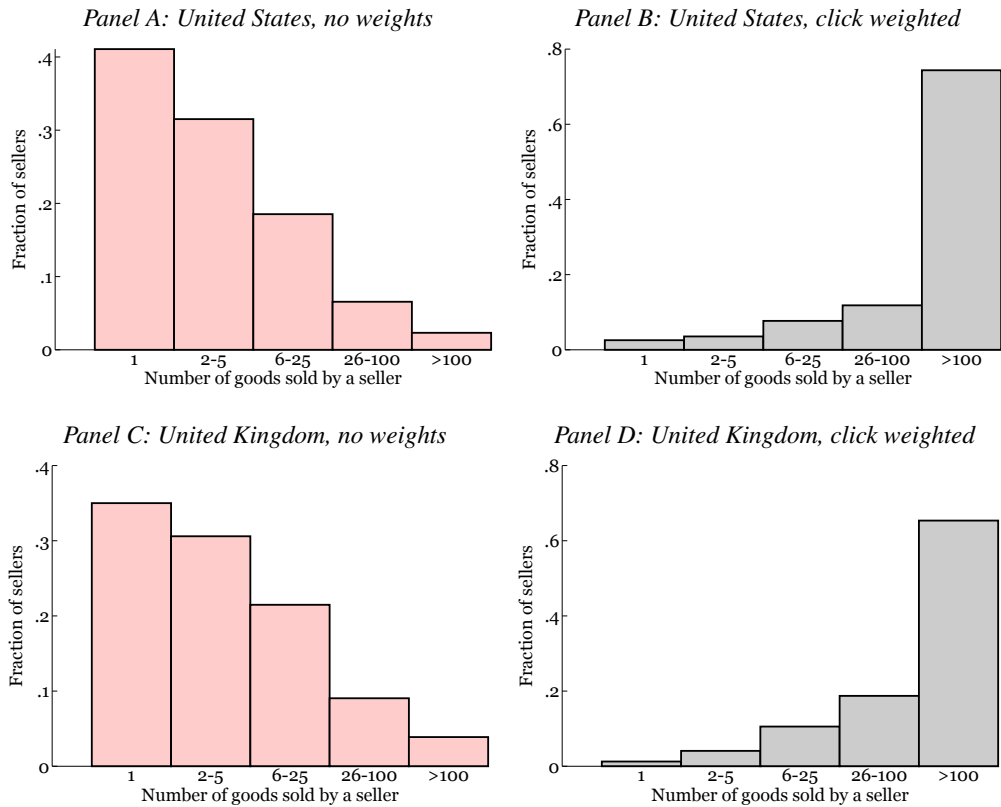 Panel A: United States, no weights
Fraction of sellers
.4
.3
.2
.1
0
1 2-5 6-25 26-100 >100
Number of goods sold by a seller
Panel B: United States, click weighted
Fraction of sellers
.8
.6
.4
.2
0
1 2-5 6-25 26-100 >100
Number of goods sold by a seller
Panel C: United Kingdom, no weights
Fraction of sellers
.4
.3
.2
.1
0
1 2-5 6-25 26-100 >100
Number of goods sold by a seller
Panel D: United Kingdom, click weighted
Fraction of sellers
.8
.6
.4
.2
0
1 2-5 6-25 26-100 >100
Number of goods sold by a seller